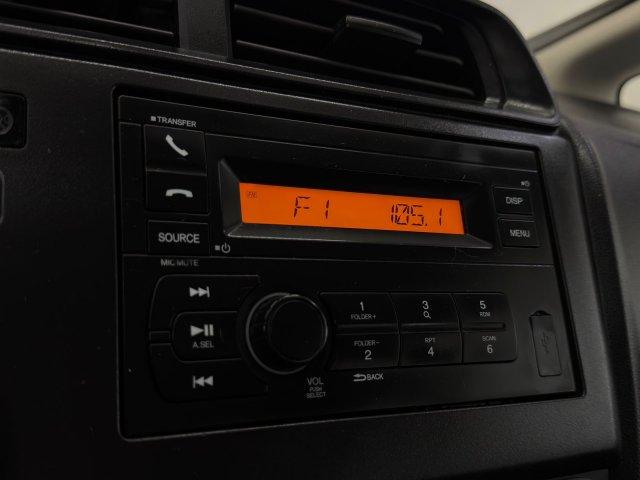 TRANSFER
F1 105.1
DISP
SOURCE
MENU
MIC MUTE
A.SEL
1
FOLDER+
3
5
RDM
FOLDER-
2
RPT
4
SCAN
6
VOL
PUSH
SELECT
BACK